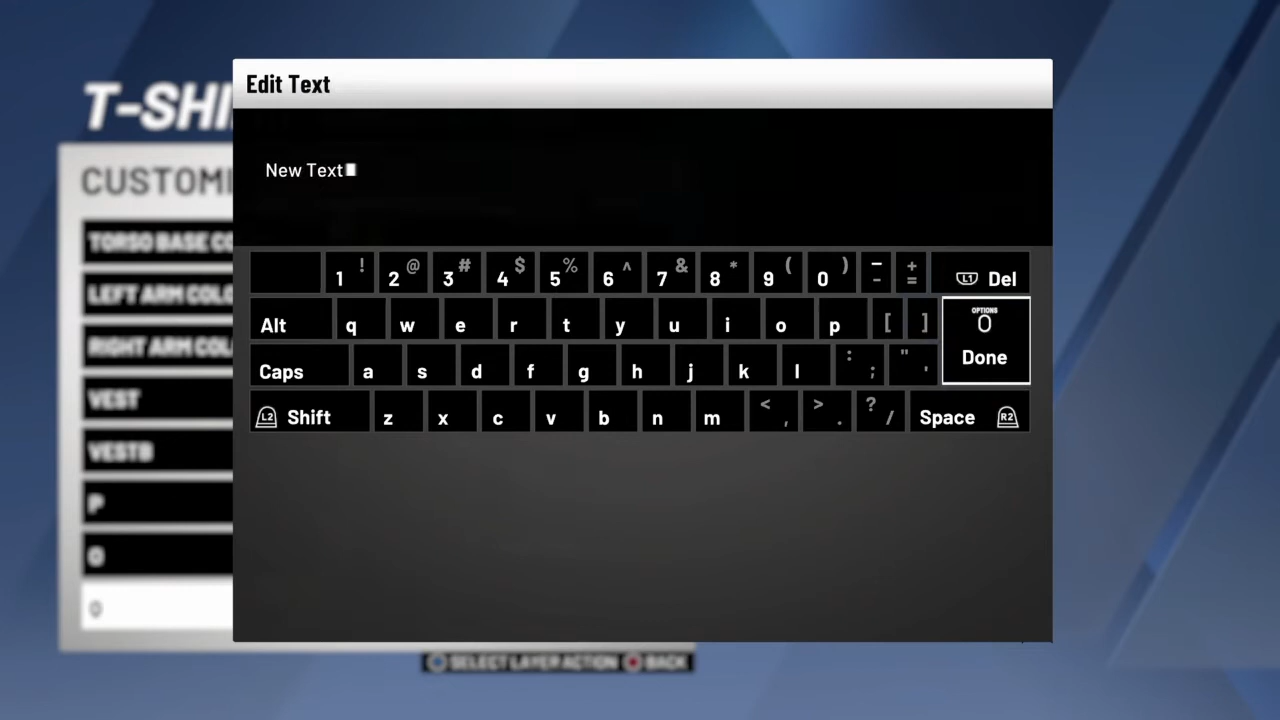 Edit Text
T-SHI
New Text
CUSTOMI
TORSO BASE CO
LEFT ARM COLO
RIGHT ARM COL
VEST
VESTB
P
O
O
1 ! 2 @ 3 # 4 $ 5 % 6 ^ 7 & 8 * 9 ( 0 ) - _ = + L1 Del
Alt q w e r t y u i o p [ ] OPTIONS Done
Caps a s d f g h j k l : ; " '
L2 Shift z x c v b n m < , > . ? / Space R2
SELECT LAYER ACTION BACK